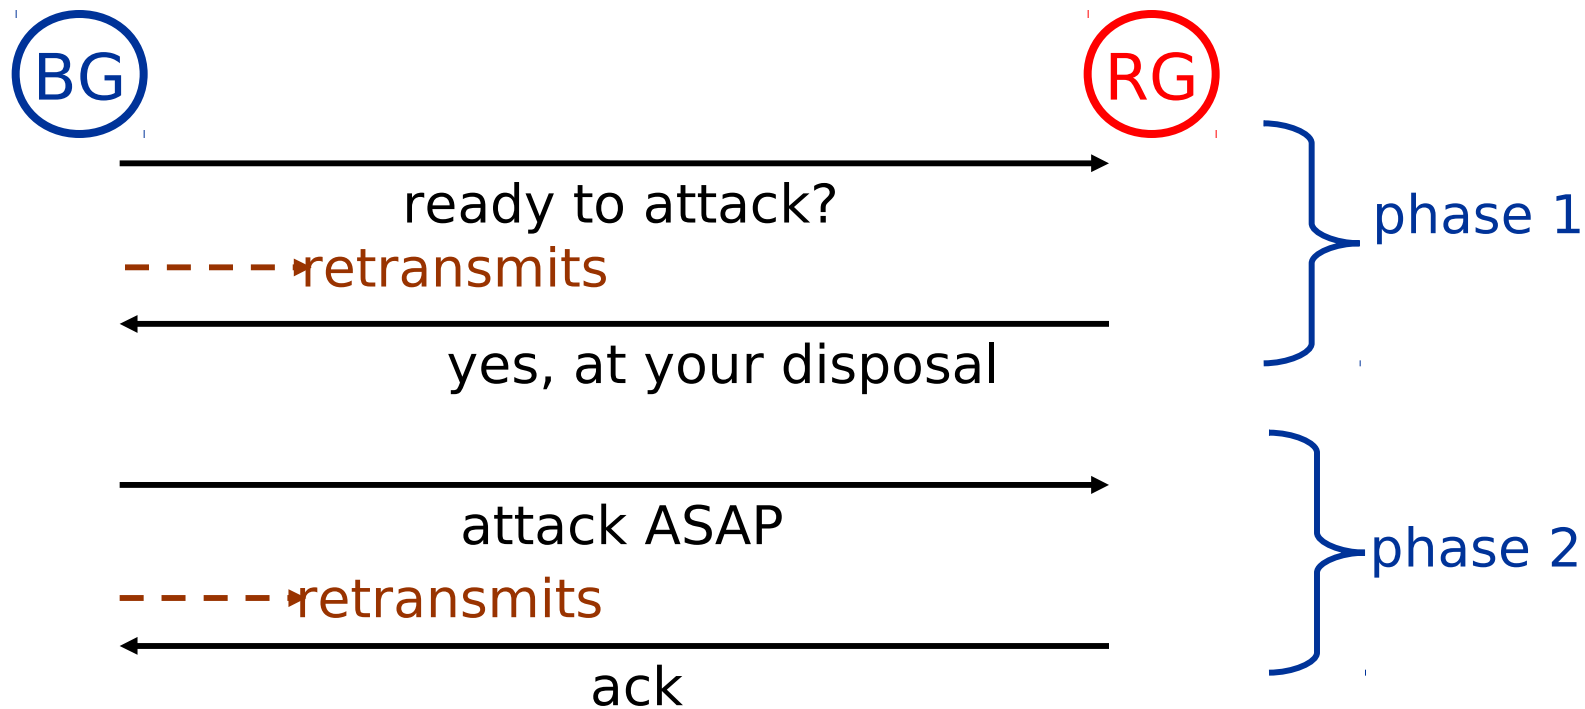 BG
RG
ready to attack?
phase 1
retransmits
yes, at your disposal
attack ASAP
phase 2
retransmits
ack